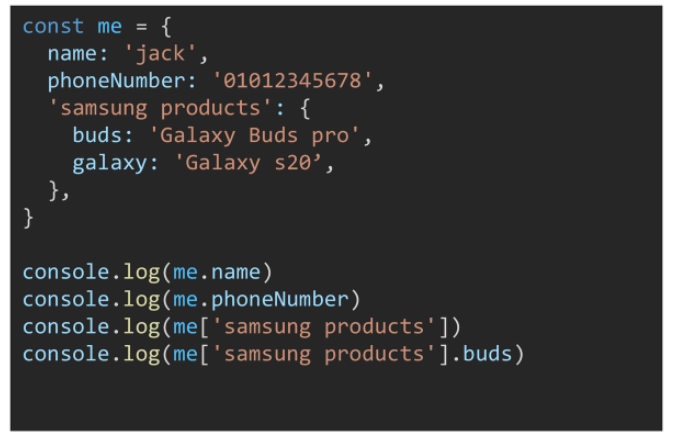 const me = {
  name: 'jack',
  phoneNumber: '01012345678',
  'samsung products': {
    buds: 'Galaxy Buds pro',
    galaxy: 'Galaxy s20’,
  },
}
console.log(me.name)
console.log(me.phoneNumber)
console.log(me['samsung products'])
console.log(me['samsung products'].buds)